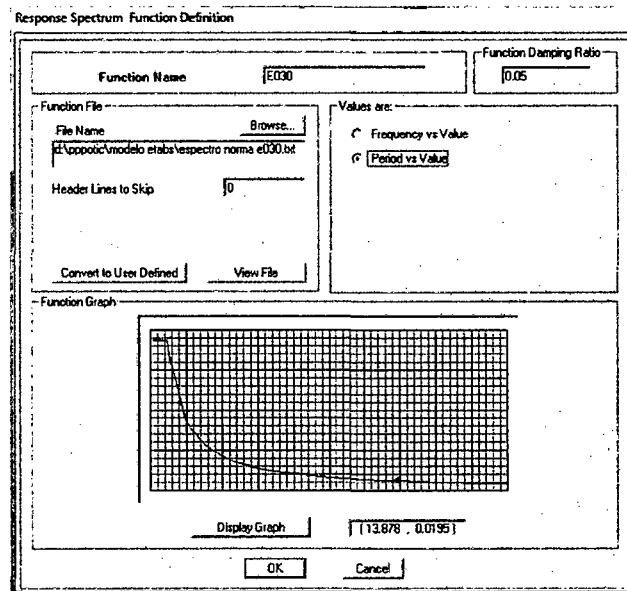 Response Spectrum Function Definition
Function Name
E030
Function Damping Ratio
0.05
Function File
File Name
Browse...
d:\pppotic\modelo etabs\espectro norma e030.txt
Header Lines to Skip
0
Convert to User Defined
View File
Values are:
Frequency vs Value
Period vs Value
Function Graph
Display Graph
(13.878 , 0.0195)
OK
Cancel